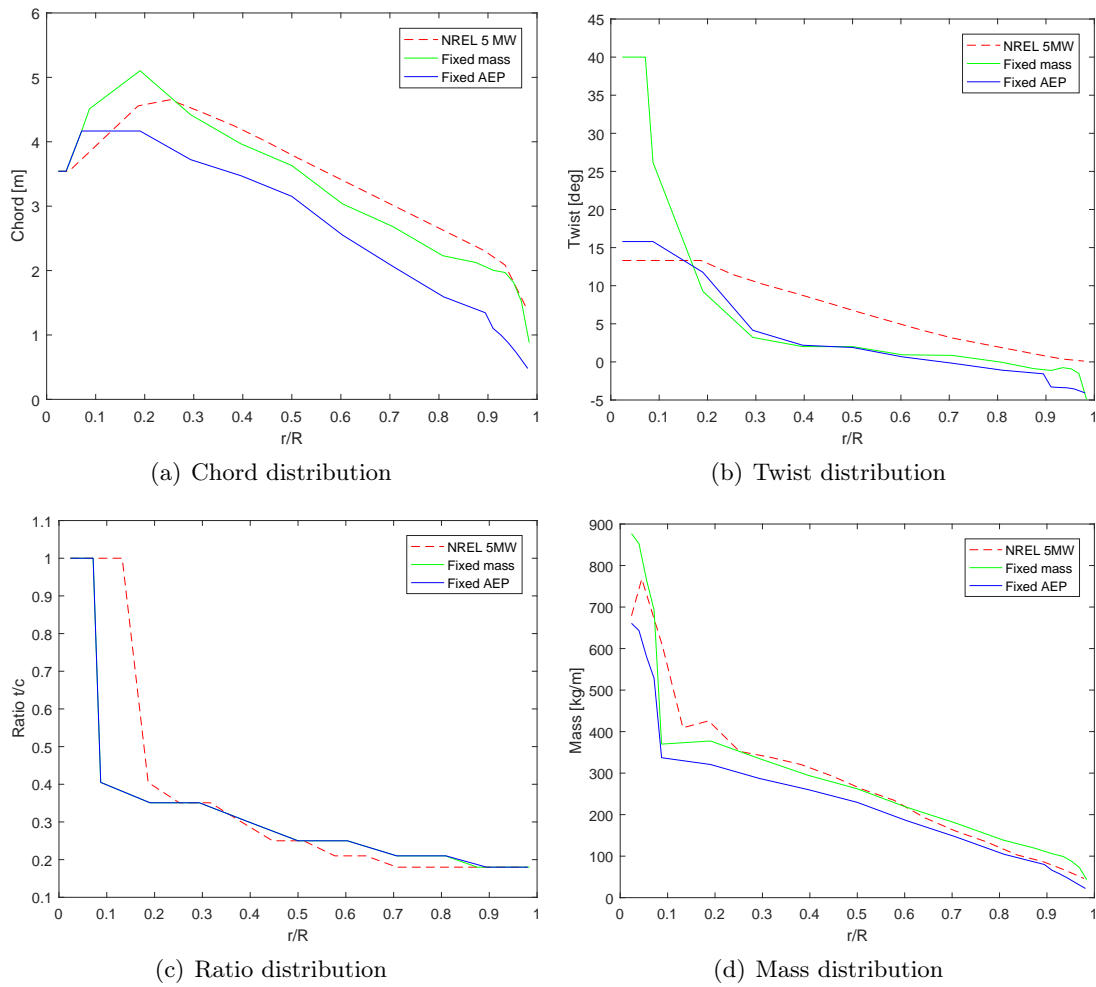 6
5
4
3
2
1
0
Chord [m]
NREL 5 MW
Fixed mass
Fixed AEP
0 0.1 0.2 0.3 0.4 0.5 0.6 0.7 0.8 0.9 1
r/R
(a) Chord distribution
45
40
35
30
25
20
15
10
5
0
-5
Twist [deg]
NREL 5MW
Fixed mass
Fixed AEP
0 0.1 0.2 0.3 0.4 0.5 0.6 0.7 0.8 0.9 1
r/R
(b) Twist distribution
1.1
1
0.9
0.8
0.7
0.6
0.5
0.4
0.3
0.2
0.1
Ratio t/c
NREL 5MW
Fixed mass
Fixed AEP
0 0.1 0.2 0.3 0.4 0.5 0.6 0.7 0.8 0.9 1
r/R
(c) Ratio distribution
900
800
700
600
500
400
300
200
100
0
Mass [kg/m]
NREL 5MW
Fixed mass
Fixed AEP
0 0.1 0.2 0.3 0.4 0.5 0.6 0.7 0.8 0.9 1
r/R
(d) Mass distribution